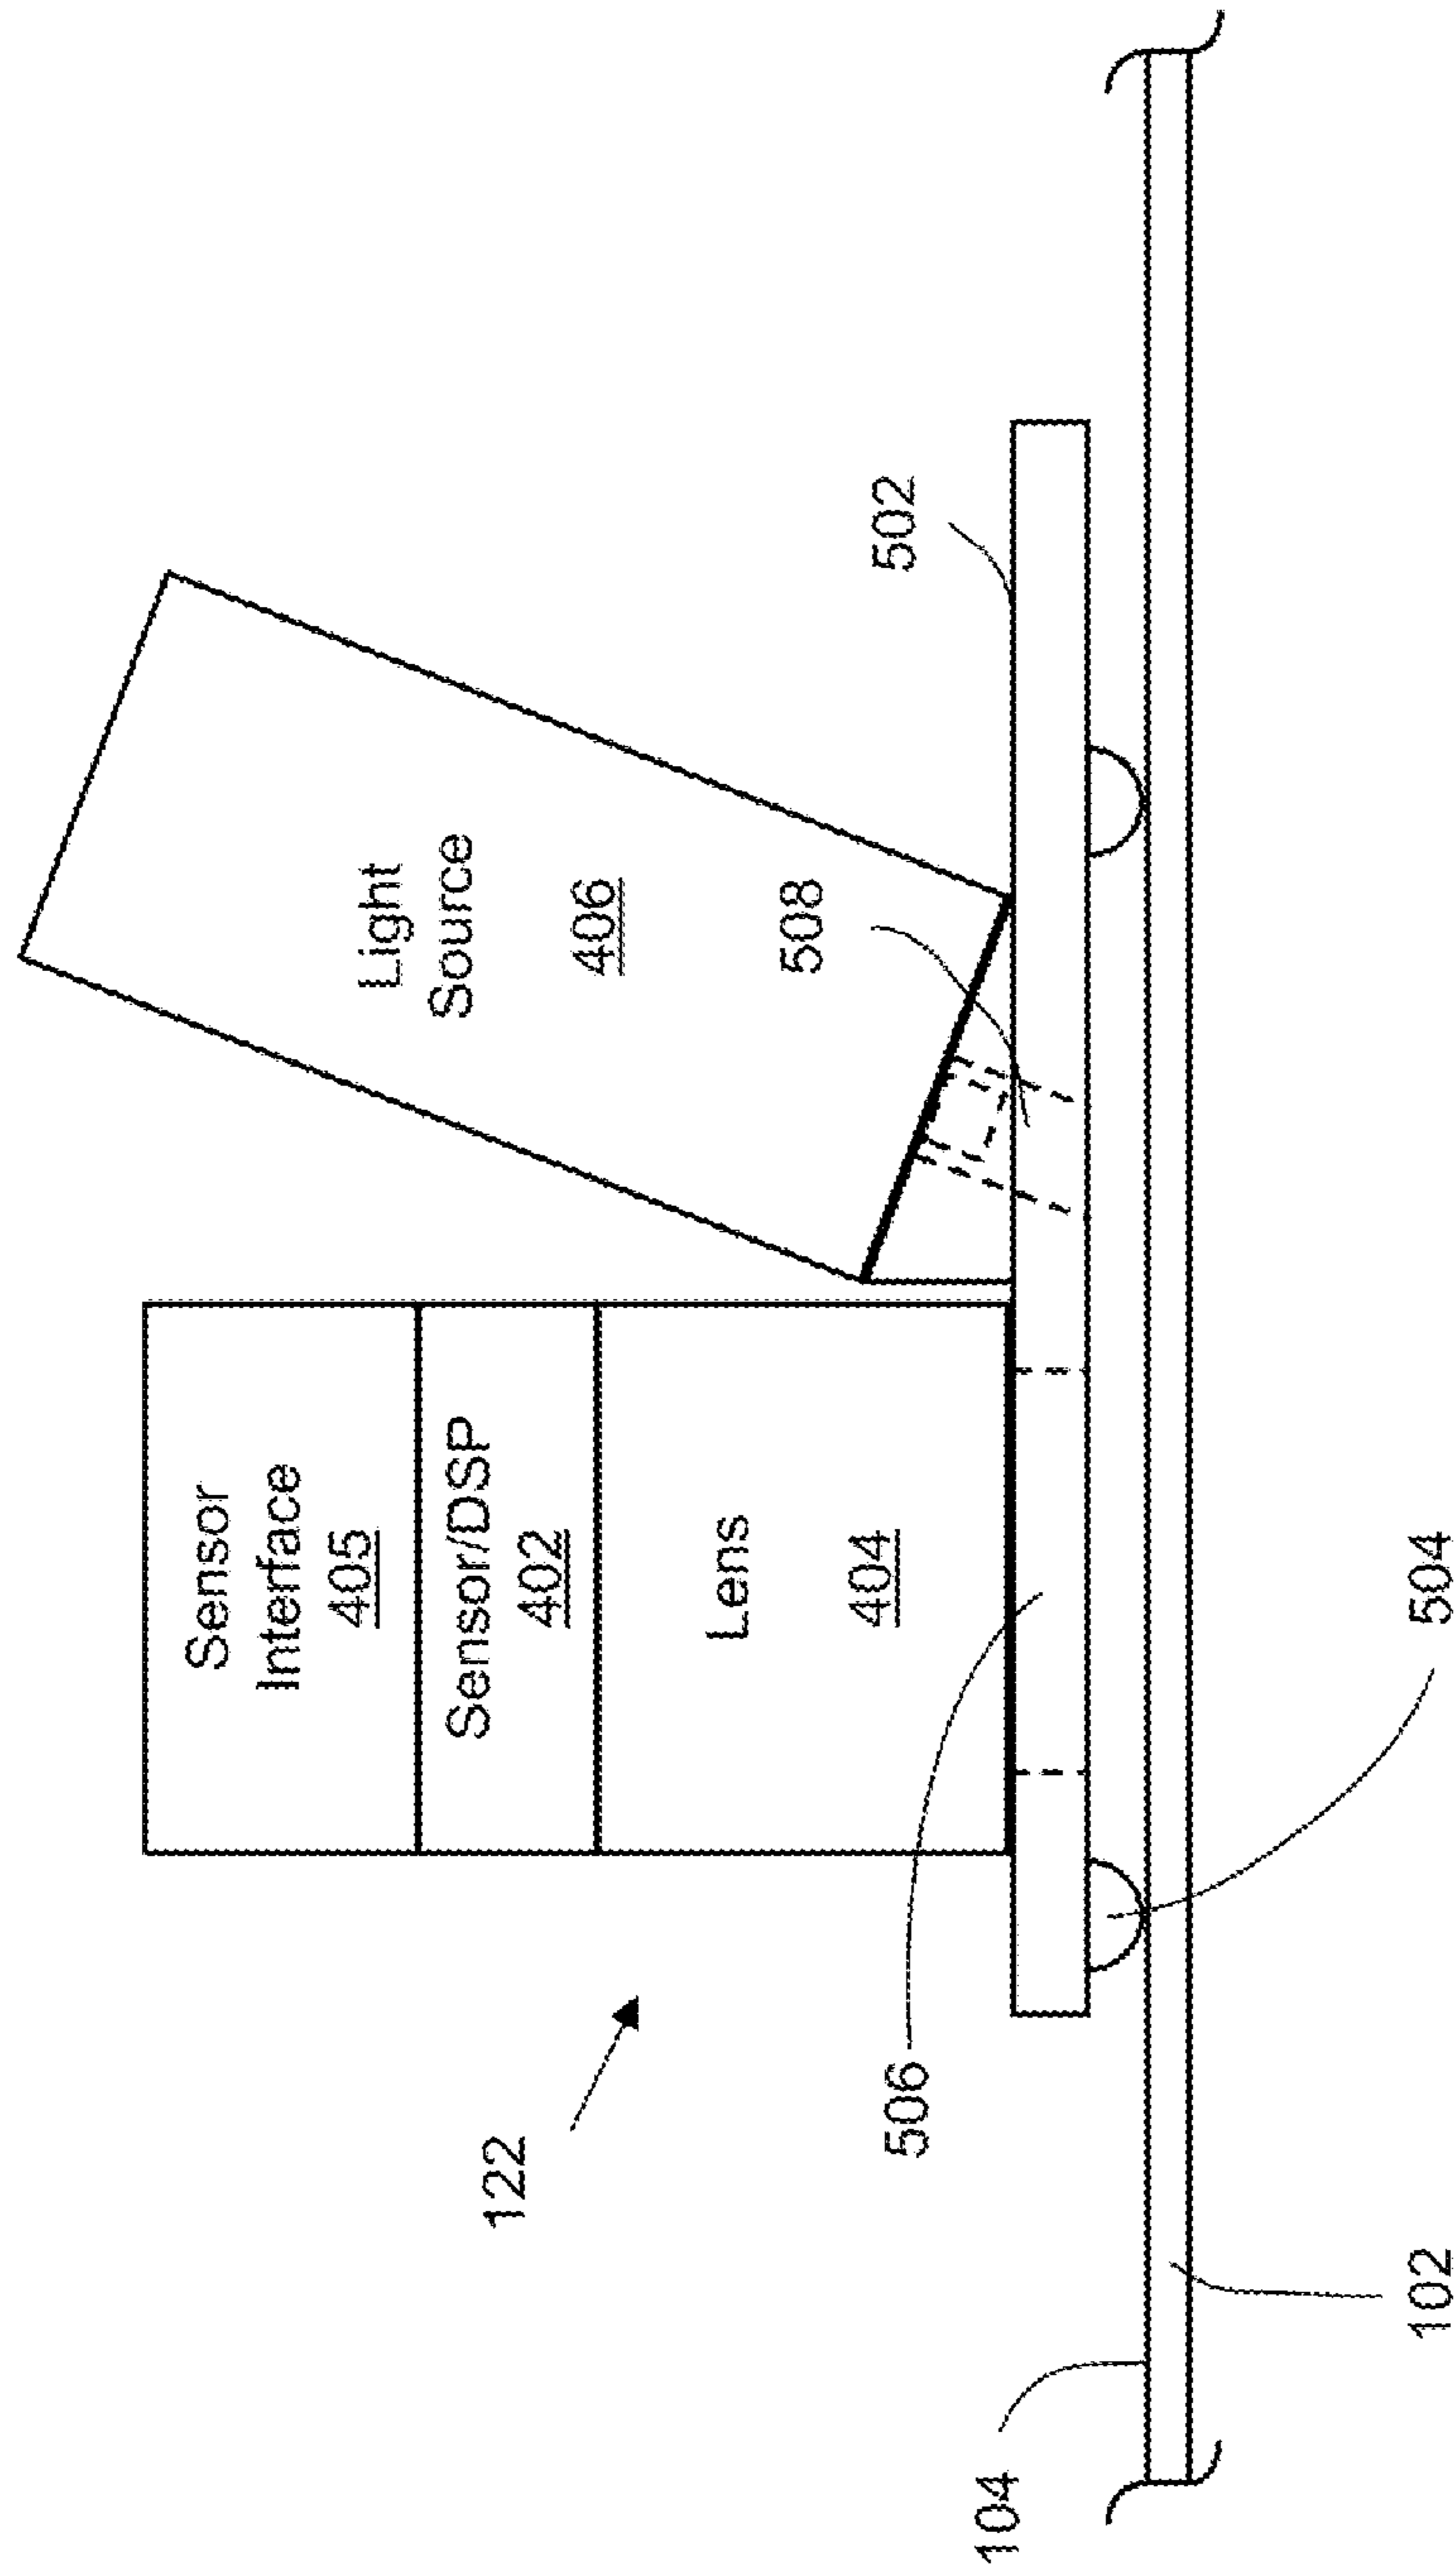 Sensor
Interface
405
Sensor/DSP
402
Lens
404
Light
Source
406
508
502
122
506
104
102
504